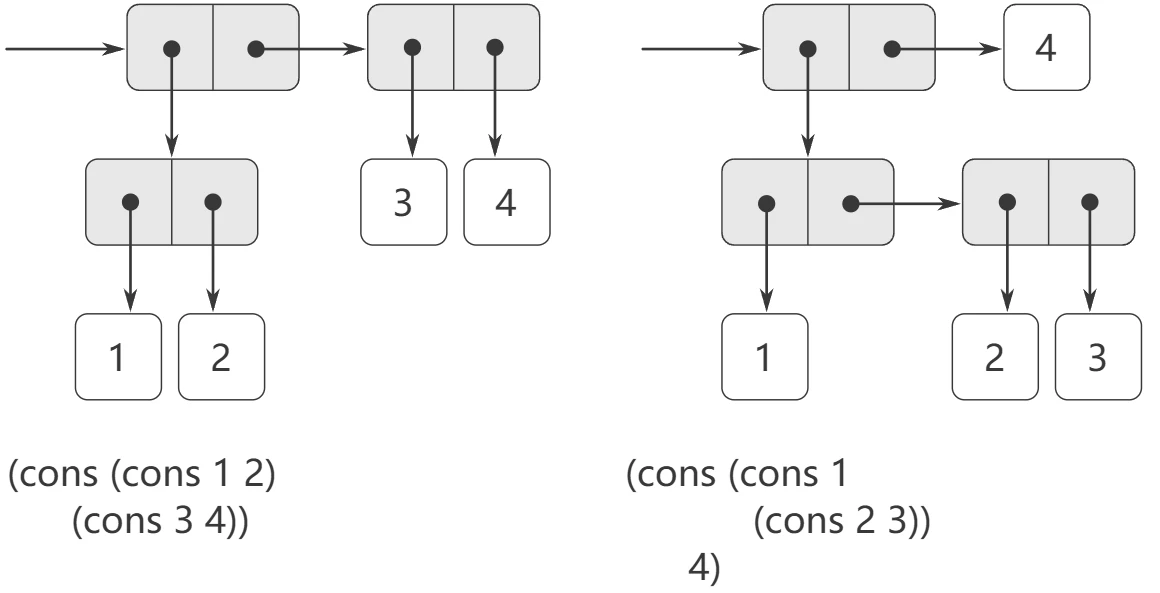 4
3 4
1 2
1 2 3
(cons (cons 1 2)
(cons 3 4))
(cons (cons 1
(cons 2 3))
4)